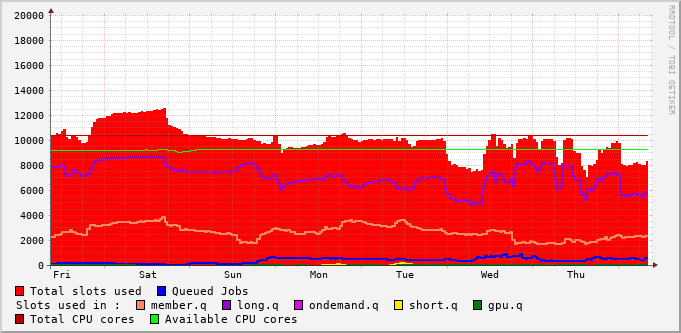 20000
18000
16000
14000
12000
10000
8000
6000
4000
2000
0
Fri Sat Sun Mon Tue Wed Thu
RRDTOOL / TOBI OETIKER
Total slots used Queued Jobs
Slots used in : member.q long.q ondemand.q short.q gpu.q
Total CPU cores Available CPU cores